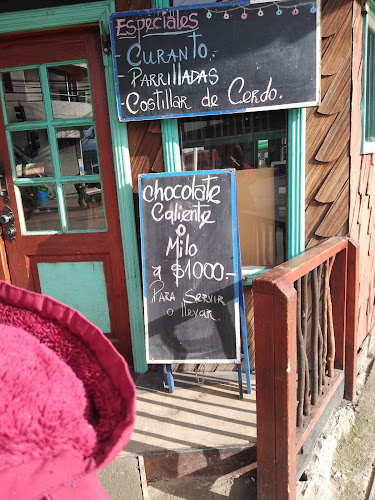 Especiales
- CURANTO.
- PARRILLADAS
- Costillar de Cerdo.
chocolate
Caliente
o
Milo
a $1000.-
PARA SERVIR
o llevar.